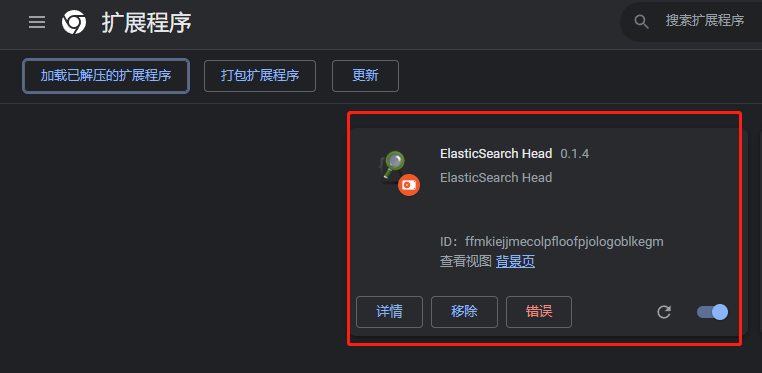 扩展程序
搜索扩展程序
加载已解压的扩展程序 打包扩展程序 更新
ElasticSearch Head 0.1.4
ElasticSearch Head
ID：ffmkiejjmecolpfloofpjologoblkegm
查看视图 背景页
详情 移除 错误